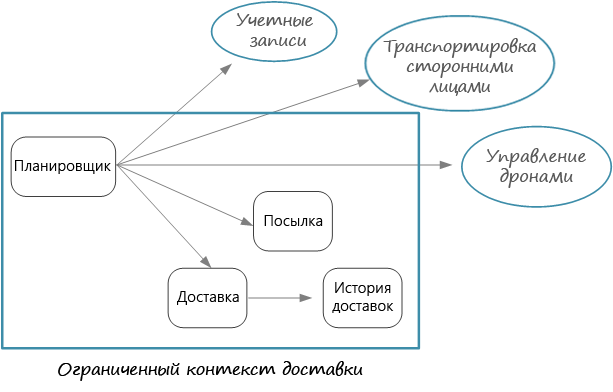 Учетные
записи
Транспортировка
сторонними
лицами
Управление
дронами
Планировщик
Посылка
Доставка
История
доставок
Ограниченный контекст доставки